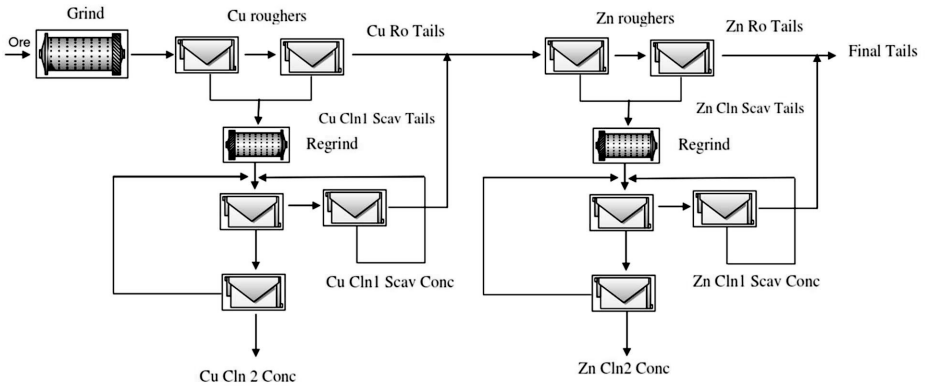 Grind
Cu roughers
Zn roughers
Cu Ro Tails
Zn Ro Tails
Ore
Final Tails
Cu Cln1 Scav Tails
Zn Cln Scav Tails
Regrind
Regrind
Cu Cln1 Scav Conc
Zn Cln1 Scav Conc
Cu Cln 2 Conc
Zn Cln2 Conc